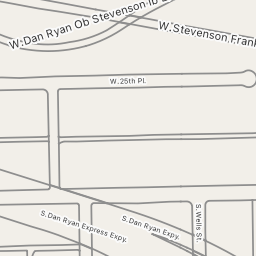 W. Dan Ryan Ob Stevenson Ib
W. Stevenson Frank
W. 25th Pl.
S. Wells St.
S. Dan Ryan Express Expy.
S. Dan Ryan Expy.